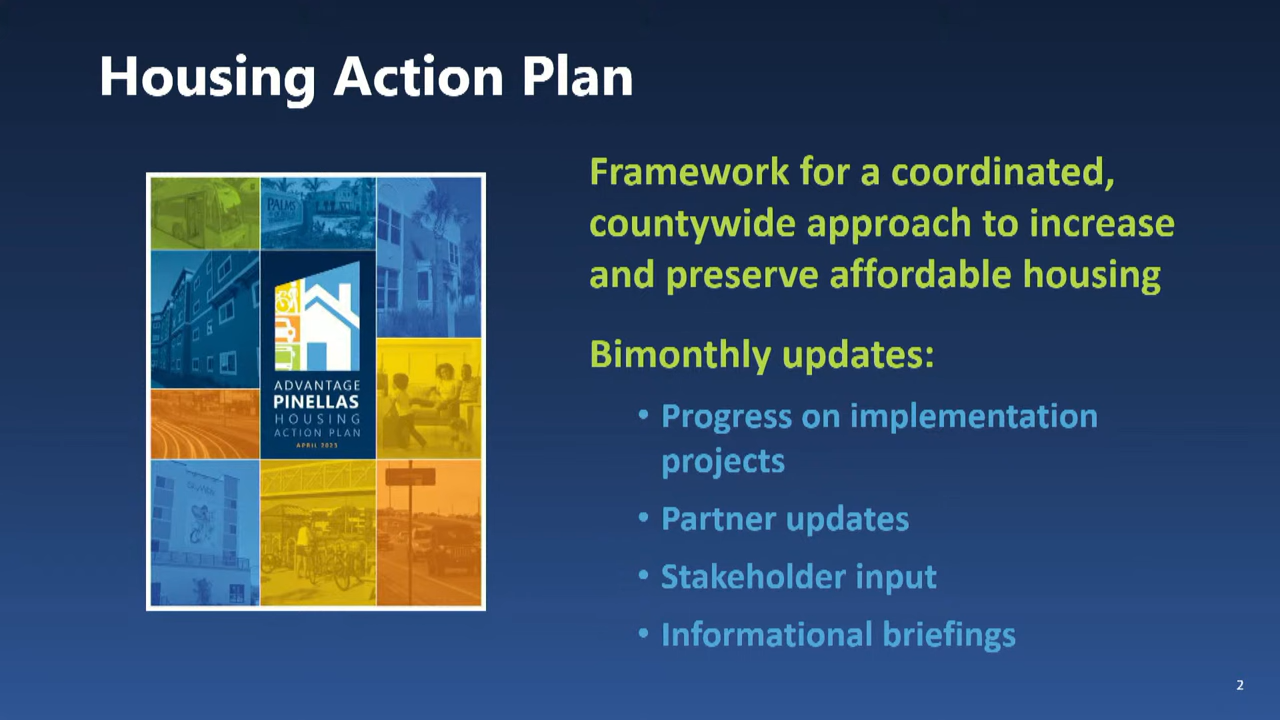 Housing Action Plan
Framework for a coordinated,
countywide approach to increase
and preserve affordable housing
Bimonthly updates:
• Progress on implementation
projects
• Partner updates
• Stakeholder input
• Informational briefings
PALMS
ADVANTAGE
PINELLAS
HOUSING
ACTION PLAN
APRIL 2023
2